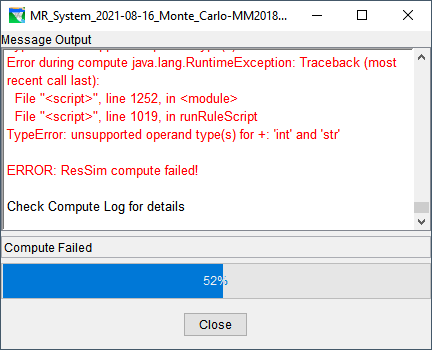 MR_System_2021-08-16_Monte_Carlo-MM2018...
Message Output
Error during compute java.lang.RuntimeException: Traceback (most
recent call last):
File "<script>", line 1252, in <module>
File "<script>", line 1019, in runRuleScript
TypeError: unsupported operand type(s) for +: 'int' and 'str'
ERROR: ResSim compute failed!
Check Compute Log for details
Compute Failed
52%
Close